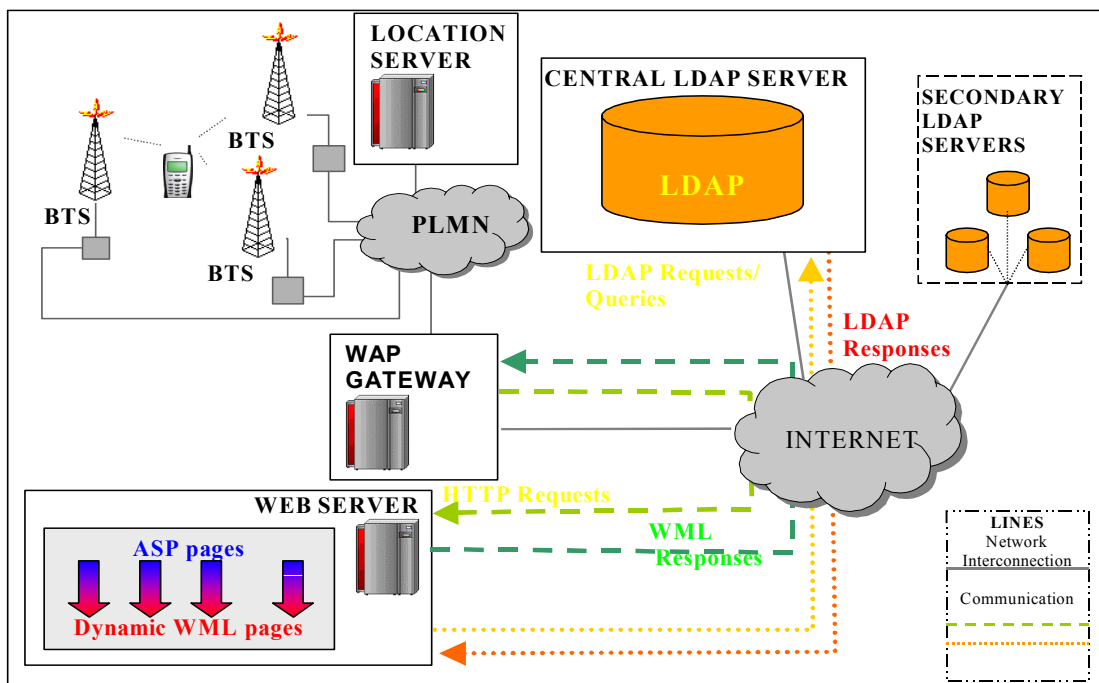 LOCATION
SERVER
CENTRAL LDAP SERVER
SECONDARY
LDAP
SERVERS
BTS
BTS
BTS
LDAP
PLMN
LDAP Requests/
Queries
LDAP
Responses
WAP
GATEWAY
INTERNET
HTTP Requests
WEB SERVER
WML
Responses
ASP pages
Dynamic WML pages
LINES
Network
Interconnection
Communication